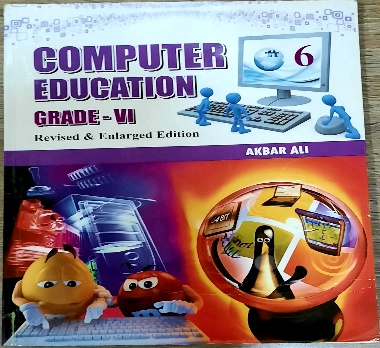 COMPUTER
EDUCATION
GRADE - VI
Revised & Enlarged Edition
6
AKBAR ALI